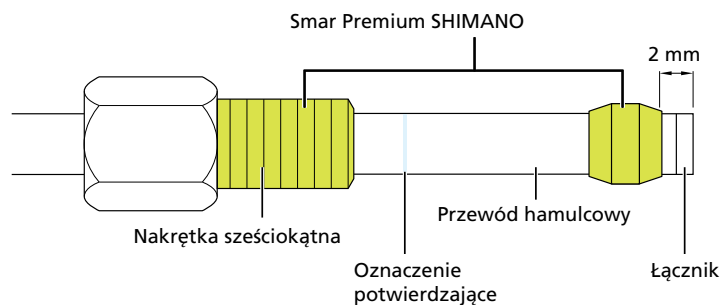 Smar Premium SHIMANO
2 mm
Nakrętka sześciokątna
Przewód hamulcowy
Oznaczenie
potwierdzające
Łącznik